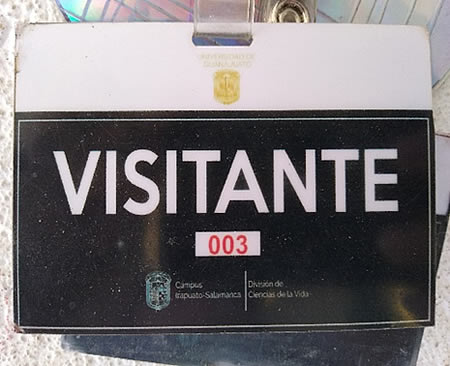 UNIVERSIDAD DE
GUANAJUATO
VISITANTE
003
Campus
Irapuato-Salamanca
División de
Ciencias de la Vida